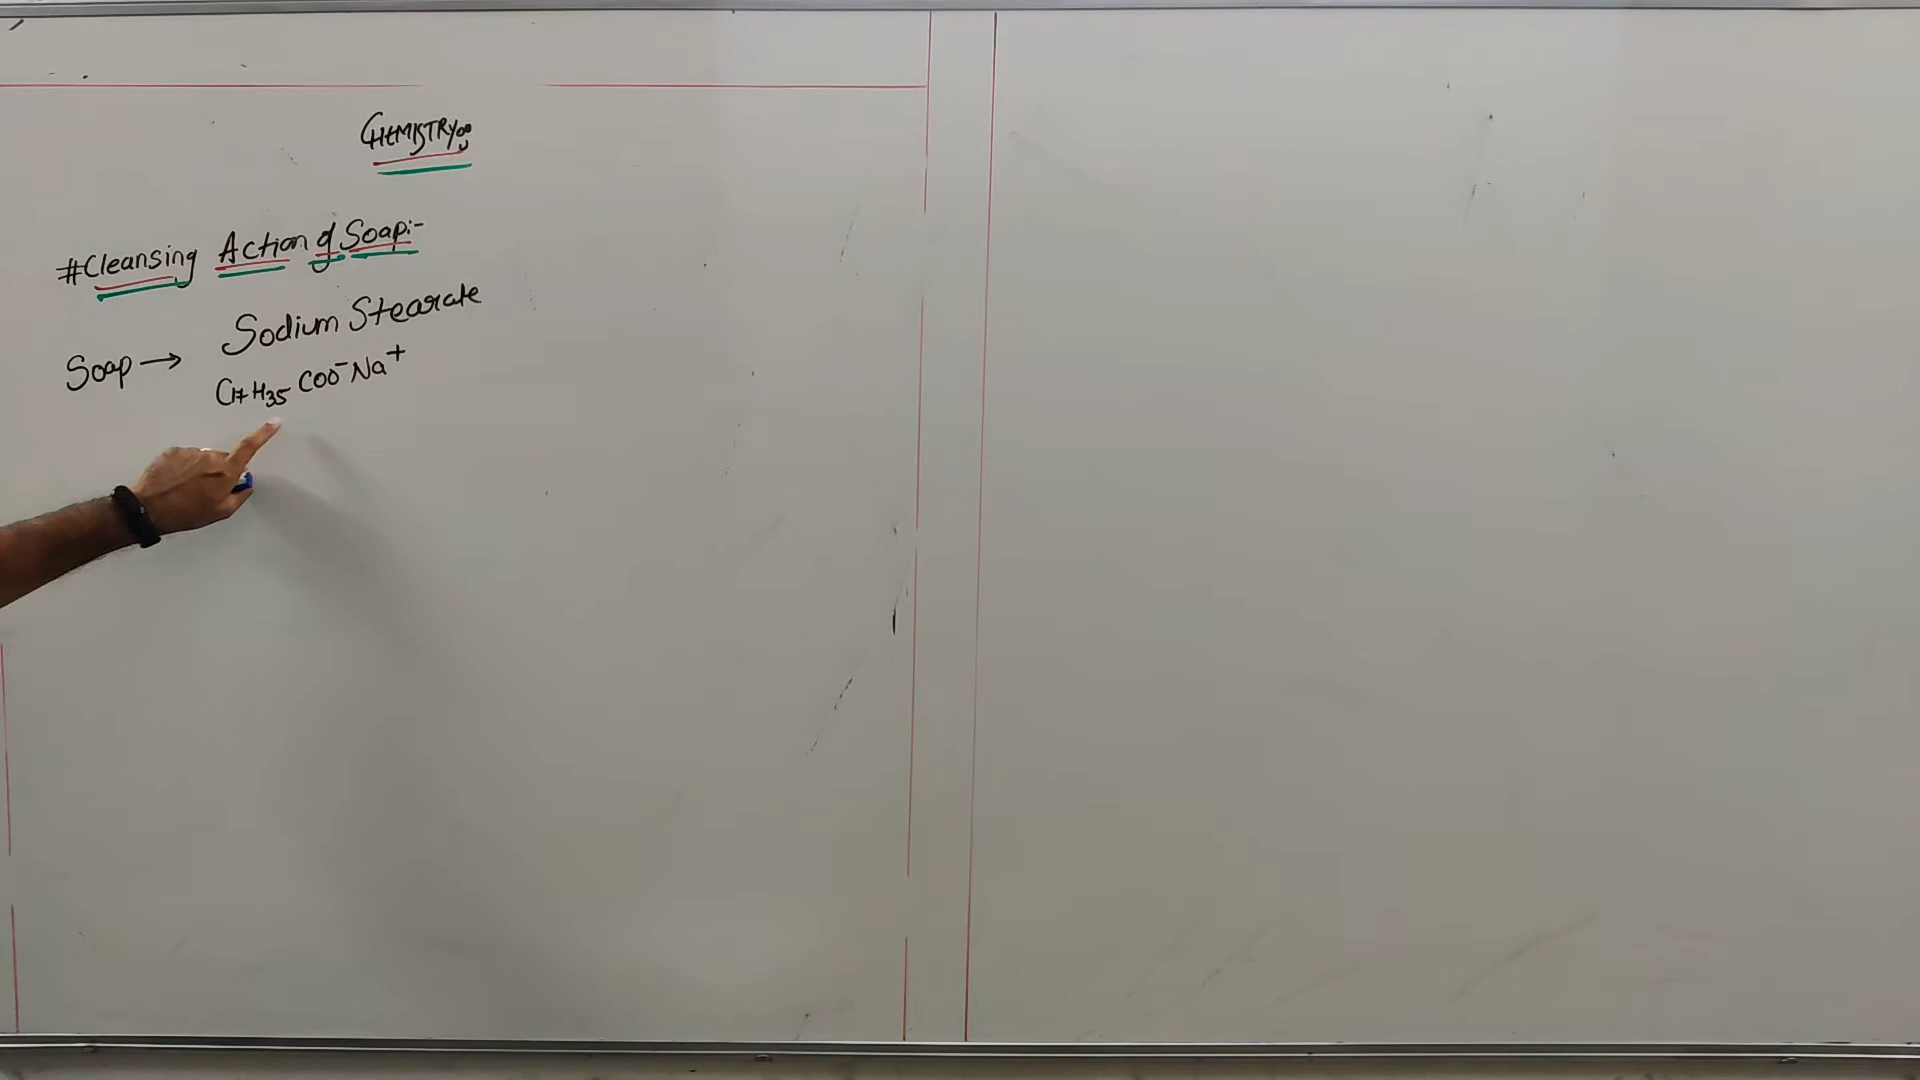 CHEMISTRY
#Cleansing Action of Soap:-
Soap → Sodium Stearate
C₁₇H₃₅COO⁻Na⁺